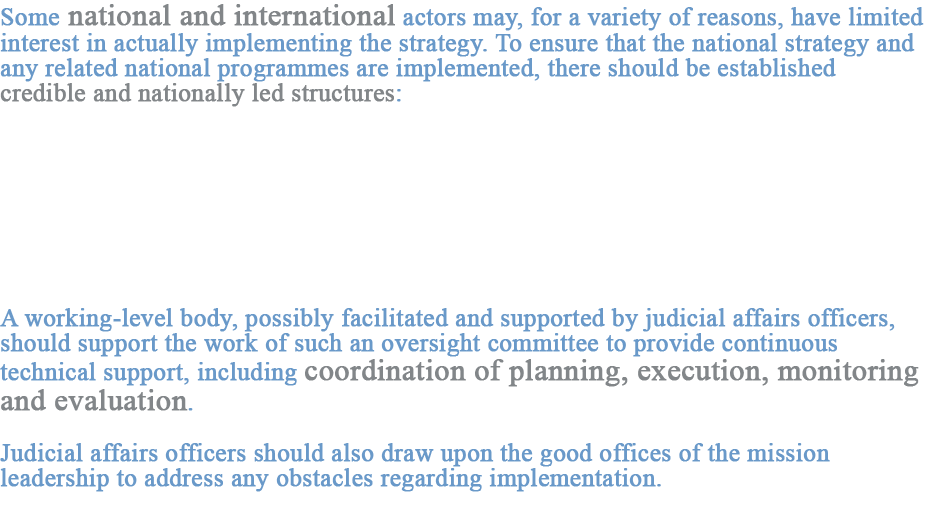 Some national and international actors may, for a variety of reasons, have limited
interest in actually implementing the strategy. To ensure that the national strategy and
any related national programmes are implemented, there should be established
credible and nationally led structures:
A working-level body, possibly facilitated and supported by judicial affairs officers,
should support the work of such an oversight committee to provide continuous
technical support, including coordination of planning, execution, monitoring
and evaluation.
Judicial affairs officers should also draw upon the good offices of the mission
leadership to address any obstacles regarding implementation.